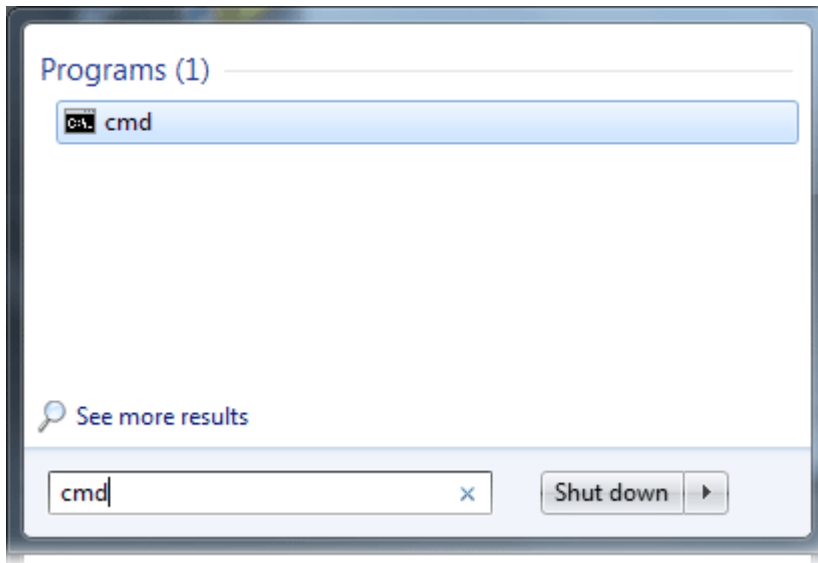 Programs (1)
C:\. cmd
See more results
cmd
Shut down